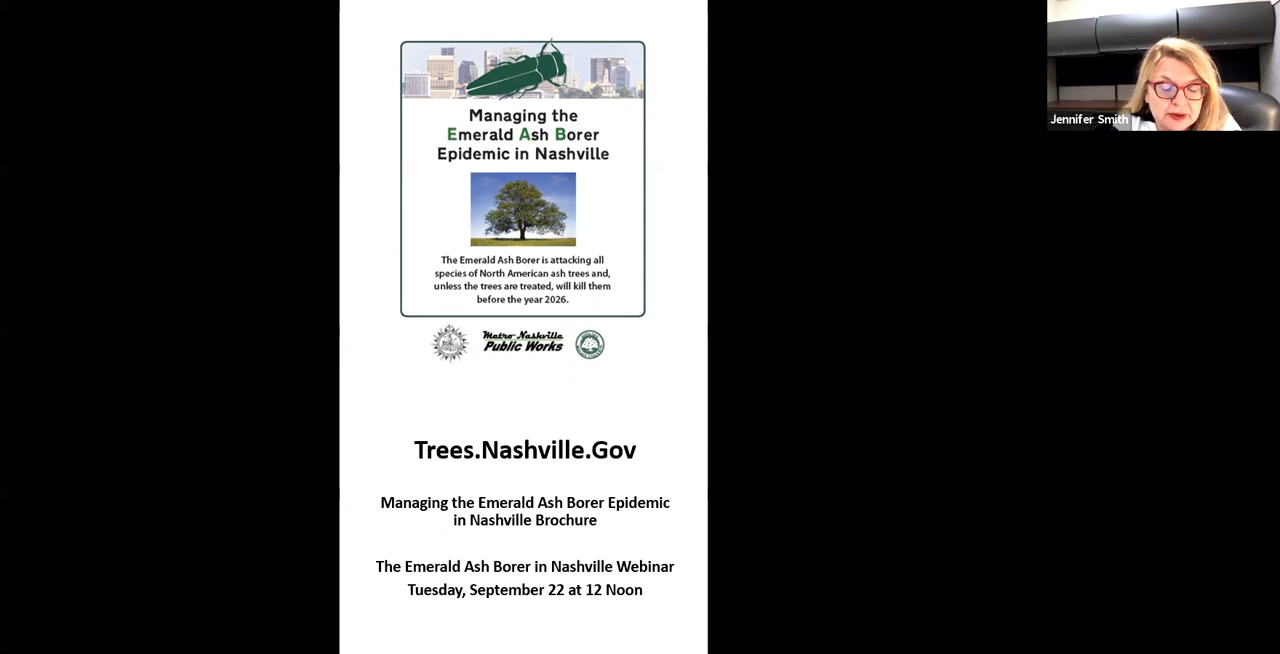 Managing the
Emerald Ash Borer
Epidemic in Nashville
The Emerald Ash Borer is attacking all
species of North American ash trees and,
unless the trees are treated, will kill them
before the year 2026.
Metro Nashville
Public Works
Trees.Nashville.Gov
Managing the Emerald Ash Borer Epidemic
in Nashville Brochure
The Emerald Ash Borer in Nashville Webinar
Tuesday, September 22 at 12 Noon
Jennifer Smith